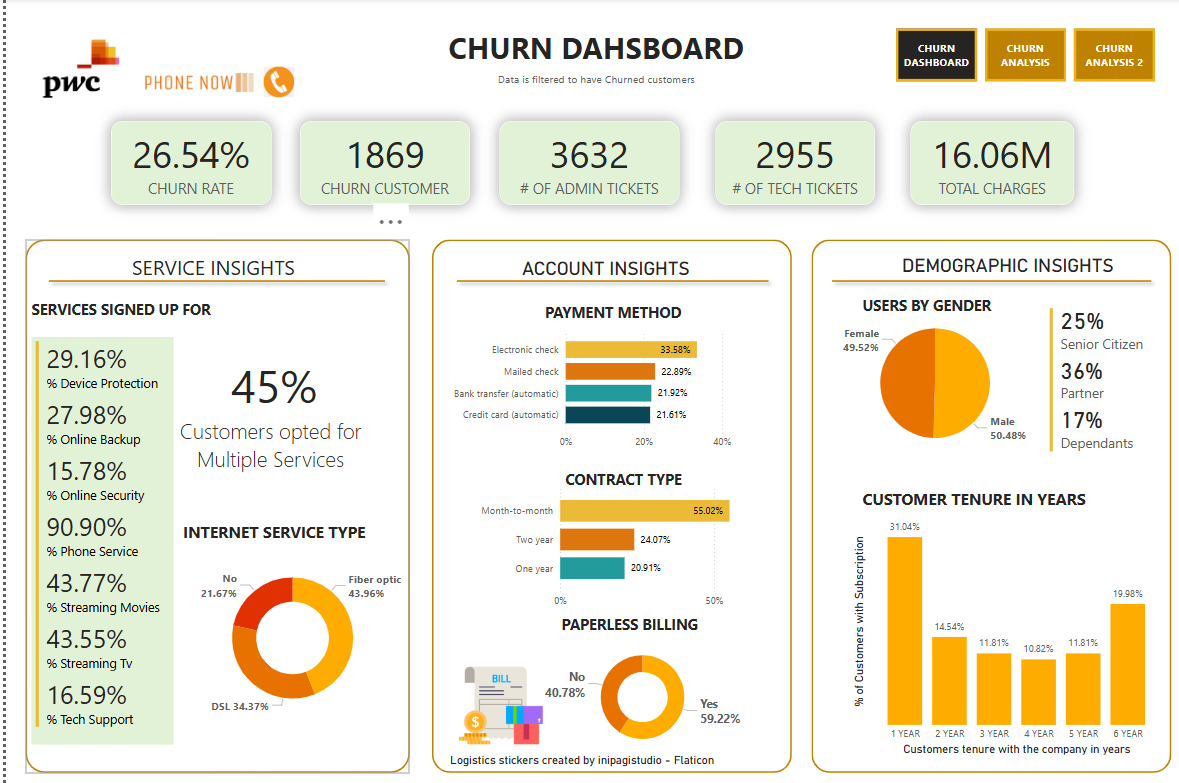 pwc
PHONE NOW
CHURN DAHSBOARD
Data is filtered to have Churned customers
CHURN
DASHBOARD
CHURN
ANALYSIS
CHURN
ANALYSIS 2
26.54%
CHURN RATE
1869
CHURN CUSTOMER
3632
# OF ADMIN TICKETS
2955
# OF TECH TICKETS
16.06M
TOTAL CHARGES
SERVICE INSIGHTS
SERVICES SIGNED UP FOR
29.16%
% Device Protection
27.98%
% Online Backup
15.78%
% Online Security
90.90%
% Phone Service
43.77%
% Streaming Movies
43.55%
% Streaming Tv
16.59%
% Tech Support
45%
Customers opted for
Multiple Services
INTERNET SERVICE TYPE
No
21.67%
Fiber optic
43.96%
DSL 34.37%
ACCOUNT INSIGHTS
PAYMENT METHOD
Electronic check 33.58%
Mailed check 22.89%
Bank transfer (automatic) 21.92%
Credit card (automatic) 21.61%
0% 20% 40%
CONTRACT TYPE
Month-to-month 55.02%
Two year 24.07%
One year 20.91%
0% 50%
PAPERLESS BILLING
BILL
$
No
40.78%
Yes
59.22%
Logistics stickers created by inipagistudio - Flaticon
DEMOGRAPHIC INSIGHTS
USERS BY GENDER
Female
49.52%
Male
50.48%
25%
Senior Citizen
36%
Partner
17%
Dependants
CUSTOMER TENURE IN YEARS
% of Customers with Subscription
31.04% 14.54% 11.81% 10.82% 11.81% 19.98%
1 YEAR 2 YEAR 3 YEAR 4 YEAR 5 YEAR 6 YEAR
Customers tenure with the company in years